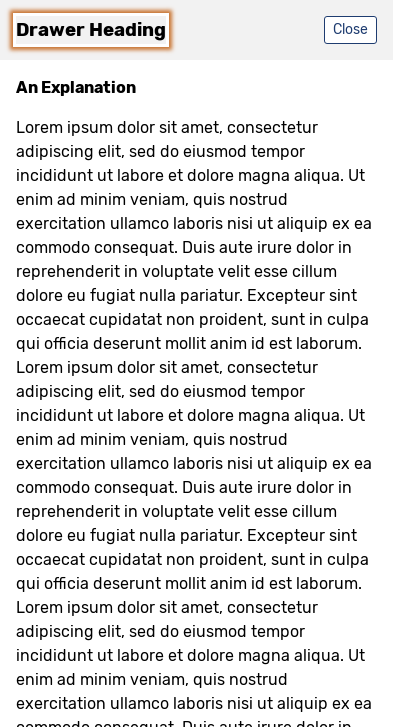 Drawer Heading
Close
An Explanation
Lorem ipsum dolor sit amet, consectetur
adipiscing elit, sed do eiusmod tempor
incididunt ut labore et dolore magna aliqua. Ut
enim ad minim veniam, quis nostrud
exercitation ullamco laboris nisi ut aliquip ex ea
commodo consequat. Duis aute irure dolor in
reprehenderit in voluptate velit esse cillum
dolore eu fugiat nulla pariatur. Excepteur sint
occaecat cupidatat non proident, sunt in culpa
qui officia deserunt mollit anim id est laborum.
Lorem ipsum dolor sit amet, consectetur
adipiscing elit, sed do eiusmod tempor
incididunt ut labore et dolore magna aliqua. Ut
enim ad minim veniam, quis nostrud
exercitation ullamco laboris nisi ut aliquip ex ea
commodo consequat. Duis aute irure dolor in
reprehenderit in voluptate velit esse cillum
dolore eu fugiat nulla pariatur. Excepteur sint
occaecat cupidatat non proident, sunt in culpa
qui officia deserunt mollit anim id est laborum.
Lorem ipsum dolor sit amet, consectetur
adipiscing elit, sed do eiusmod tempor
incididunt ut labore et dolore magna aliqua. Ut
enim ad minim veniam, quis nostrud
exercitation ullamco laboris nisi ut aliquip ex ea
commodo consequat. Duis aute irure dolor in